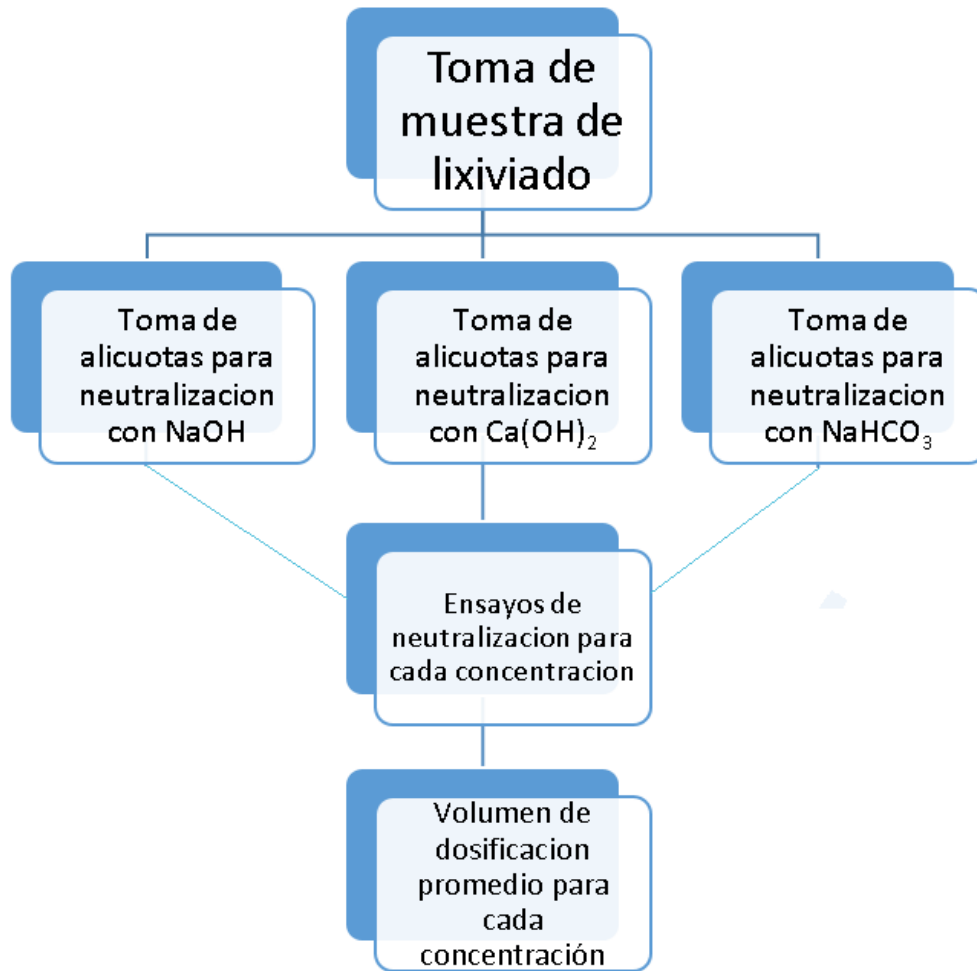 Toma de
muestra de
lixiviado
Toma de
alicuotas para
neutralizacion
con NaOH
Toma de
alicuotas para
neutralizacion
con Ca(OH)₂
Toma de
alicuotas para
neutralizacion
con NaHCO₃
Ensayos de
neutralizacion para
cada concentracion
Volumen de
dosificacion
promedio para
cada
concentración